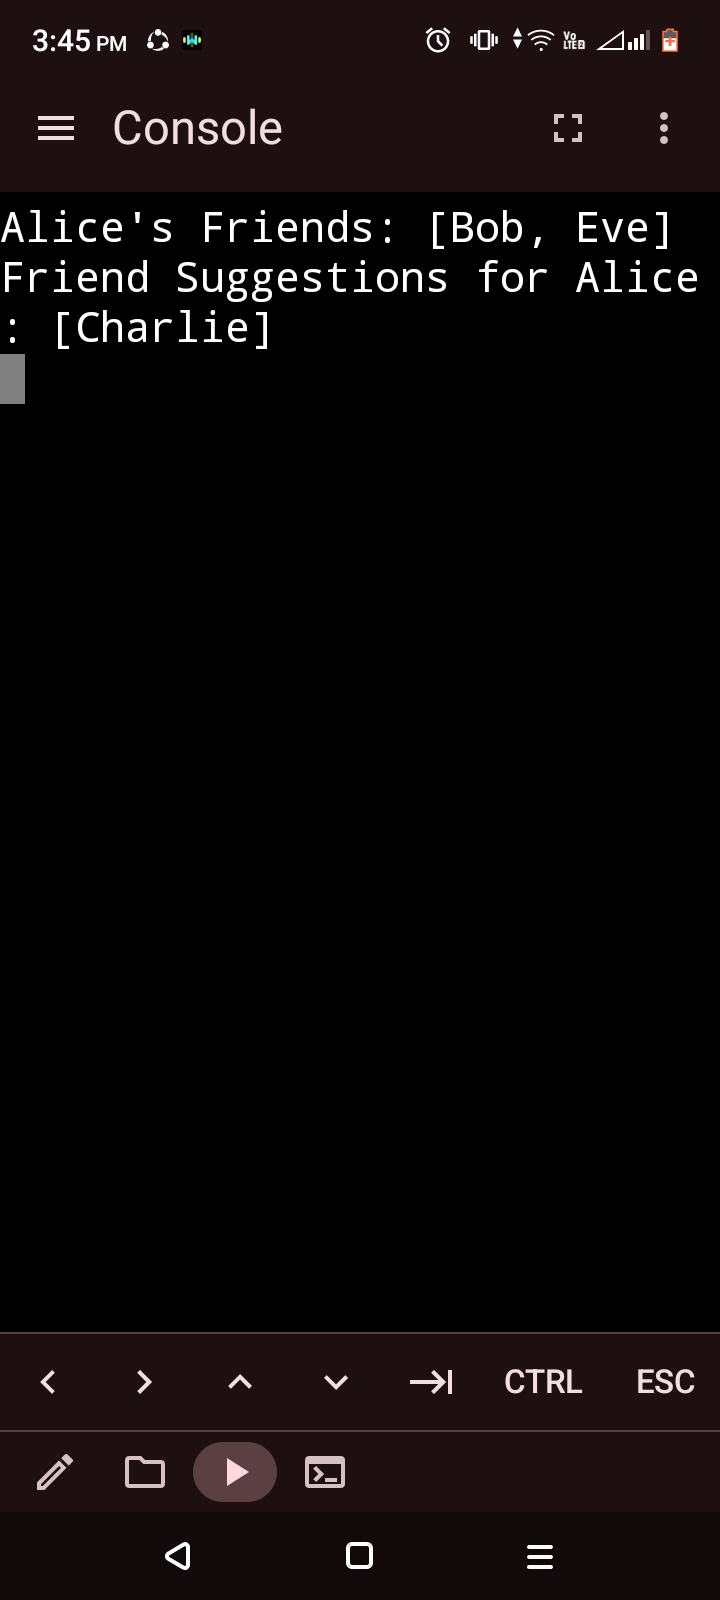 3:45 PM
Console
Alice's Friends: [Bob, Eve]
Friend Suggestions for Alice
: [Charlie]
CTRL ESC